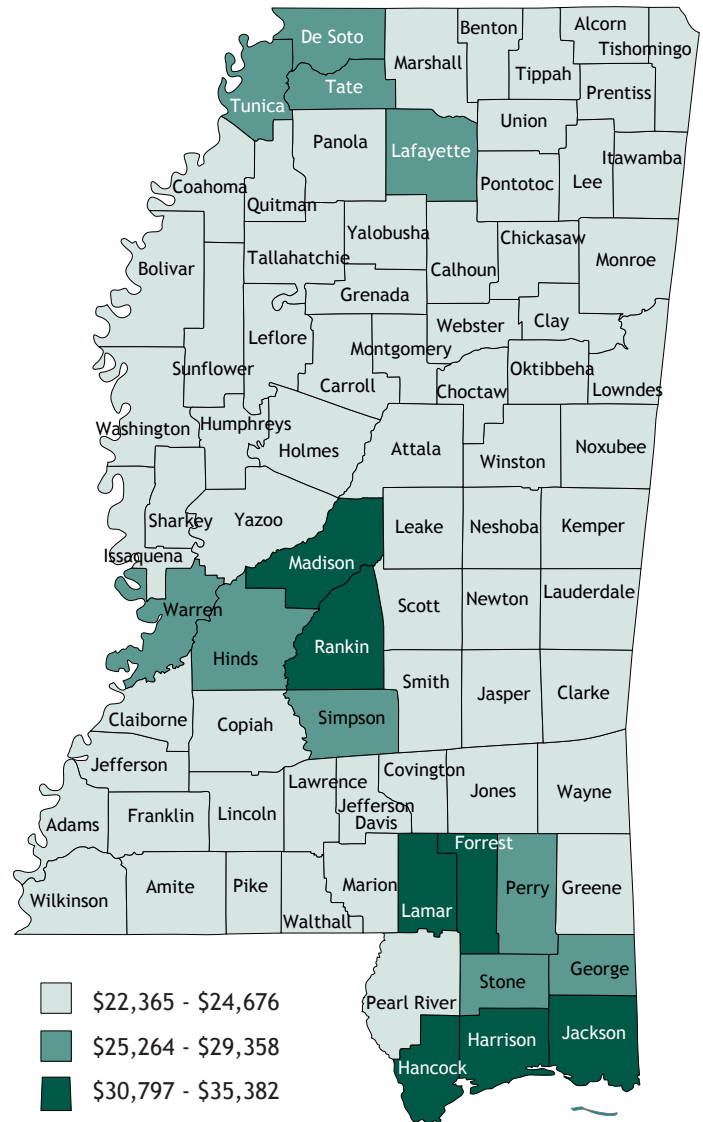 De Soto
Benton
Alcorn
Tishomingo
Marshall
Tippah
Tate
Prentiss
Tunica
Union
Panola
Lafayette
Itawamba
Coahoma
Pontotoc
Lee
Quitman
Yalobusha
Chickasaw
Tallahatchie
Monroe
Bolivar
Calhoun
Grenada
Clay
Webster
Leflore
Montgomery
Sunflower
Oktibbeha
Carroll
Choctaw
Lowndes
Humphreys
Washington
Holmes
Attala
Noxubee
Winston
Sharkey
Yazoo
Leake
Neshoba
Kemper
Issaquena
Madison
Lauderdale
Newton
Scott
Warren
Rankin
Hinds
Smith
Jasper
Clarke
Claiborne
Copiah
Simpson
Jefferson
Covington
Lawrence
Jones
Wayne
Jefferson
Davis
Adams
Franklin
Lincoln
Forrest
Wilkinson
Amite
Pike
Marion
Perry
Greene
Lamar
Walthall
George
Stone
Pearl River
Jackson
Harrison
Hancock
$22,365 - $24,676
$25,264 - $29,358
$30,797 - $35,382